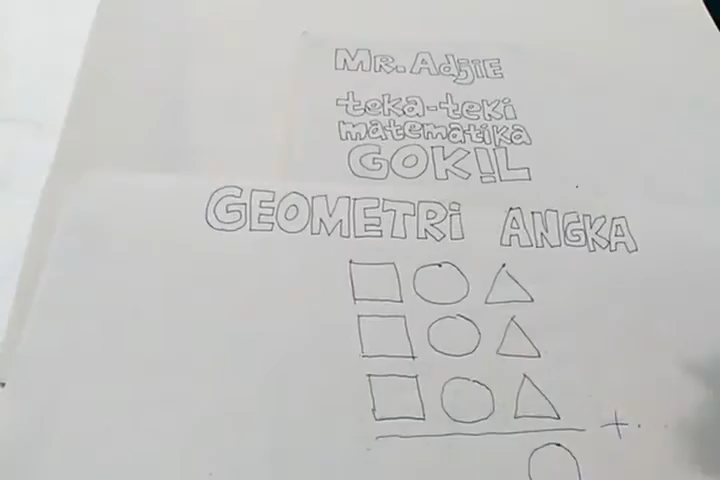 MR. AdjIE
teka-teki
matematika
GOK!L
GEOMETRi ANGKA
+